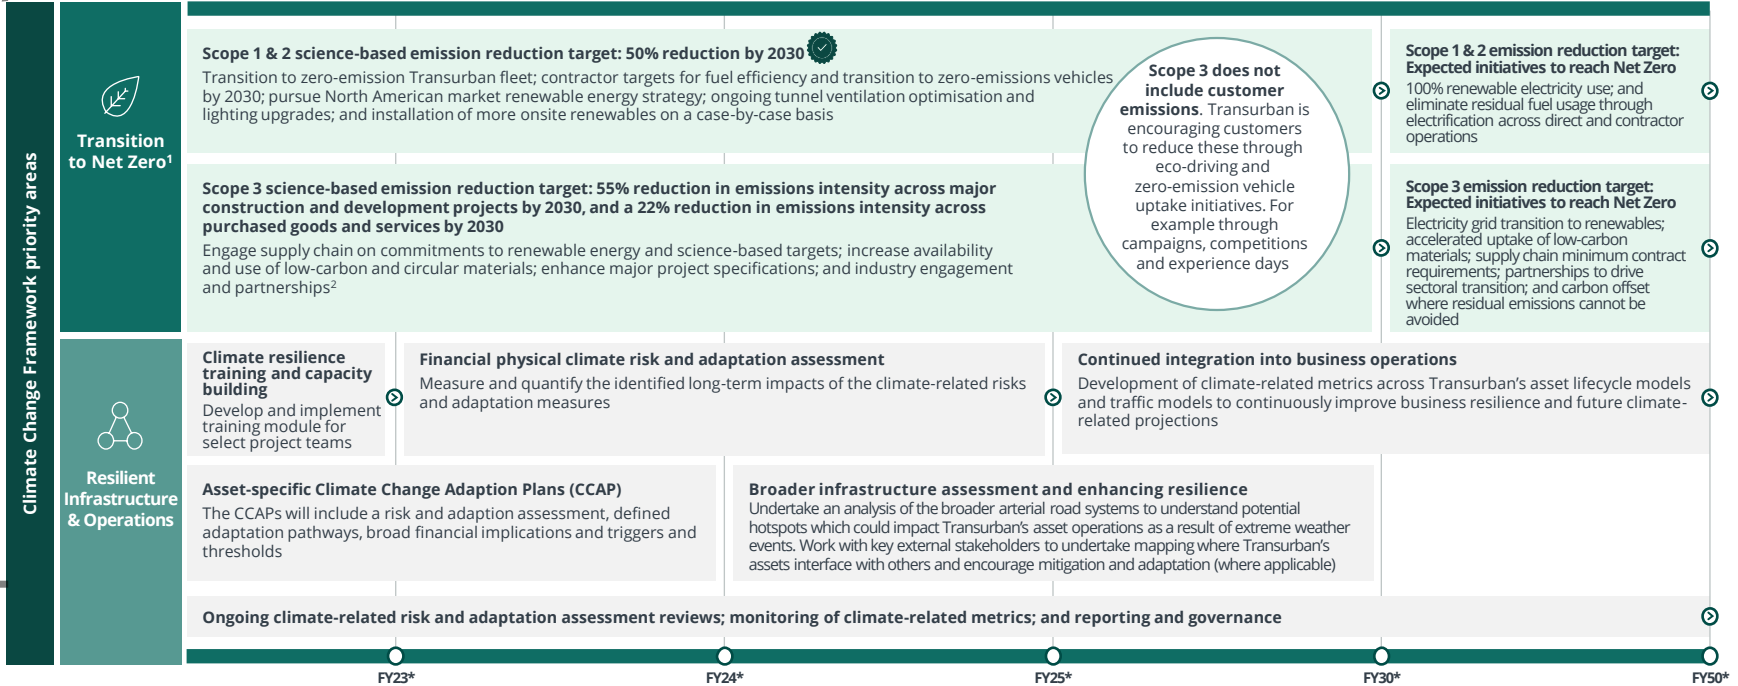 Climate Change Framework priority areas
Transition
to Net Zero¹
Scope 1 & 2 science-based emission reduction target: 50% reduction by 2030
Transition to zero-emission Transurban fleet; contractor targets for fuel efficiency and transition to zero-emissions vehicles
by 2030; pursue North American market renewable energy strategy; ongoing tunnel ventilation optimisation and
lighting upgrades; and installation of more onsite renewables on a case-by-case basis
Scope 3 science-based emission reduction target: 55% reduction in emissions intensity across major
construction and development projects by 2030, and a 22% reduction in emissions intensity across
purchased goods and services by 2030
Engage supply chain on commitments to renewable energy and science-based targets; increase availability
and use of low-carbon and circular materials; enhance major project specifications; and industry engagement
and partnerships²
Scope 3 does not
include customer
emissions. Transurban is
encouraging customers
to reduce these through
eco-driving and
zero-emission vehicle
uptake initiatives. For
example through
campaigns, competitions
and experience days
Scope 1 & 2 emission reduction target:
Expected initiatives to reach Net Zero
100% renewable electricity use; and
eliminate residual fuel usage through
electrification across direct and contractor
operations
Scope 3 emission reduction target:
Expected initiatives to reach Net Zero
Electricity grid transition to renewables;
accelerated uptake of low-carbon
materials; supply chain minimum contract
requirements; partnerships to drive
sectoral transition; and carbon offset
where residual emissions cannot be
avoided
Resilient
Infrastructure
& Operations
Climate resilience
training and capacity
building
Develop and implement
training module for
select project teams
Financial physical climate risk and adaptation assessment
Measure and quantify the identified long-term impacts of the climate-related risks
and adaptation measures
Continued integration into business operations
Development of climate-related metrics across Transurban's asset lifecycle models
and traffic models to continuously improve business resilience and future climate-
related projections
Asset-specific Climate Change Adaption Plans (CCAP)
The CCAPs will include a risk and adaption assessment, defined
adaptation pathways, broad financial implications and triggers and
thresholds
Broader infrastructure assessment and enhancing resilience
Undertake an analysis of the broader arterial road systems to understand potential
hotspots which could impact Transurban's asset operations as a result of extreme weather
events. Work with key external stakeholders to undertake mapping where Transurban's
assets interface with others and encourage mitigation and adaptation (where applicable)
Ongoing climate-related risk and adaptation assessment reviews; monitoring of climate-related metrics; and reporting and governance
FY23*
FY24*
FY25*
FY30*
FY50*